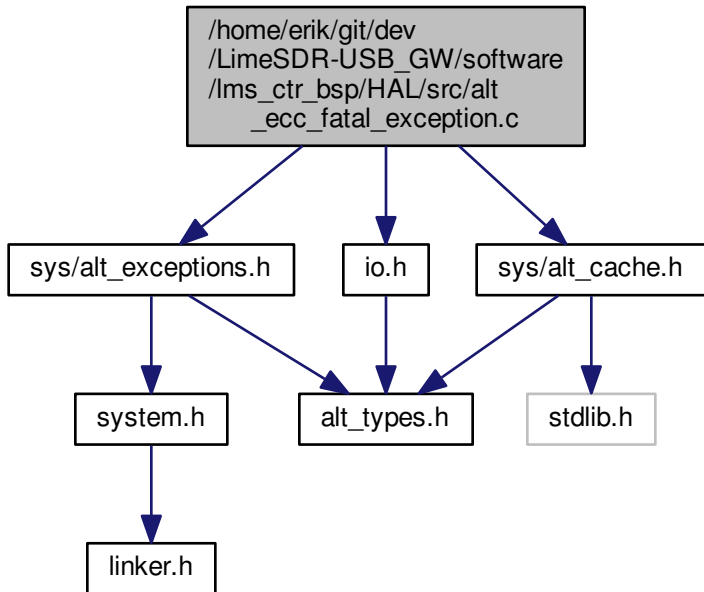 /home/erik/git/dev
/LimeSDR-USB_GW/software
/lms_ctr_bsp/HAL/src/alt
_ecc_fatal_exception.c
sys/alt_exceptions.h
io.h
sys/alt_cache.h
system.h
alt_types.h
stdlib.h
linker.h